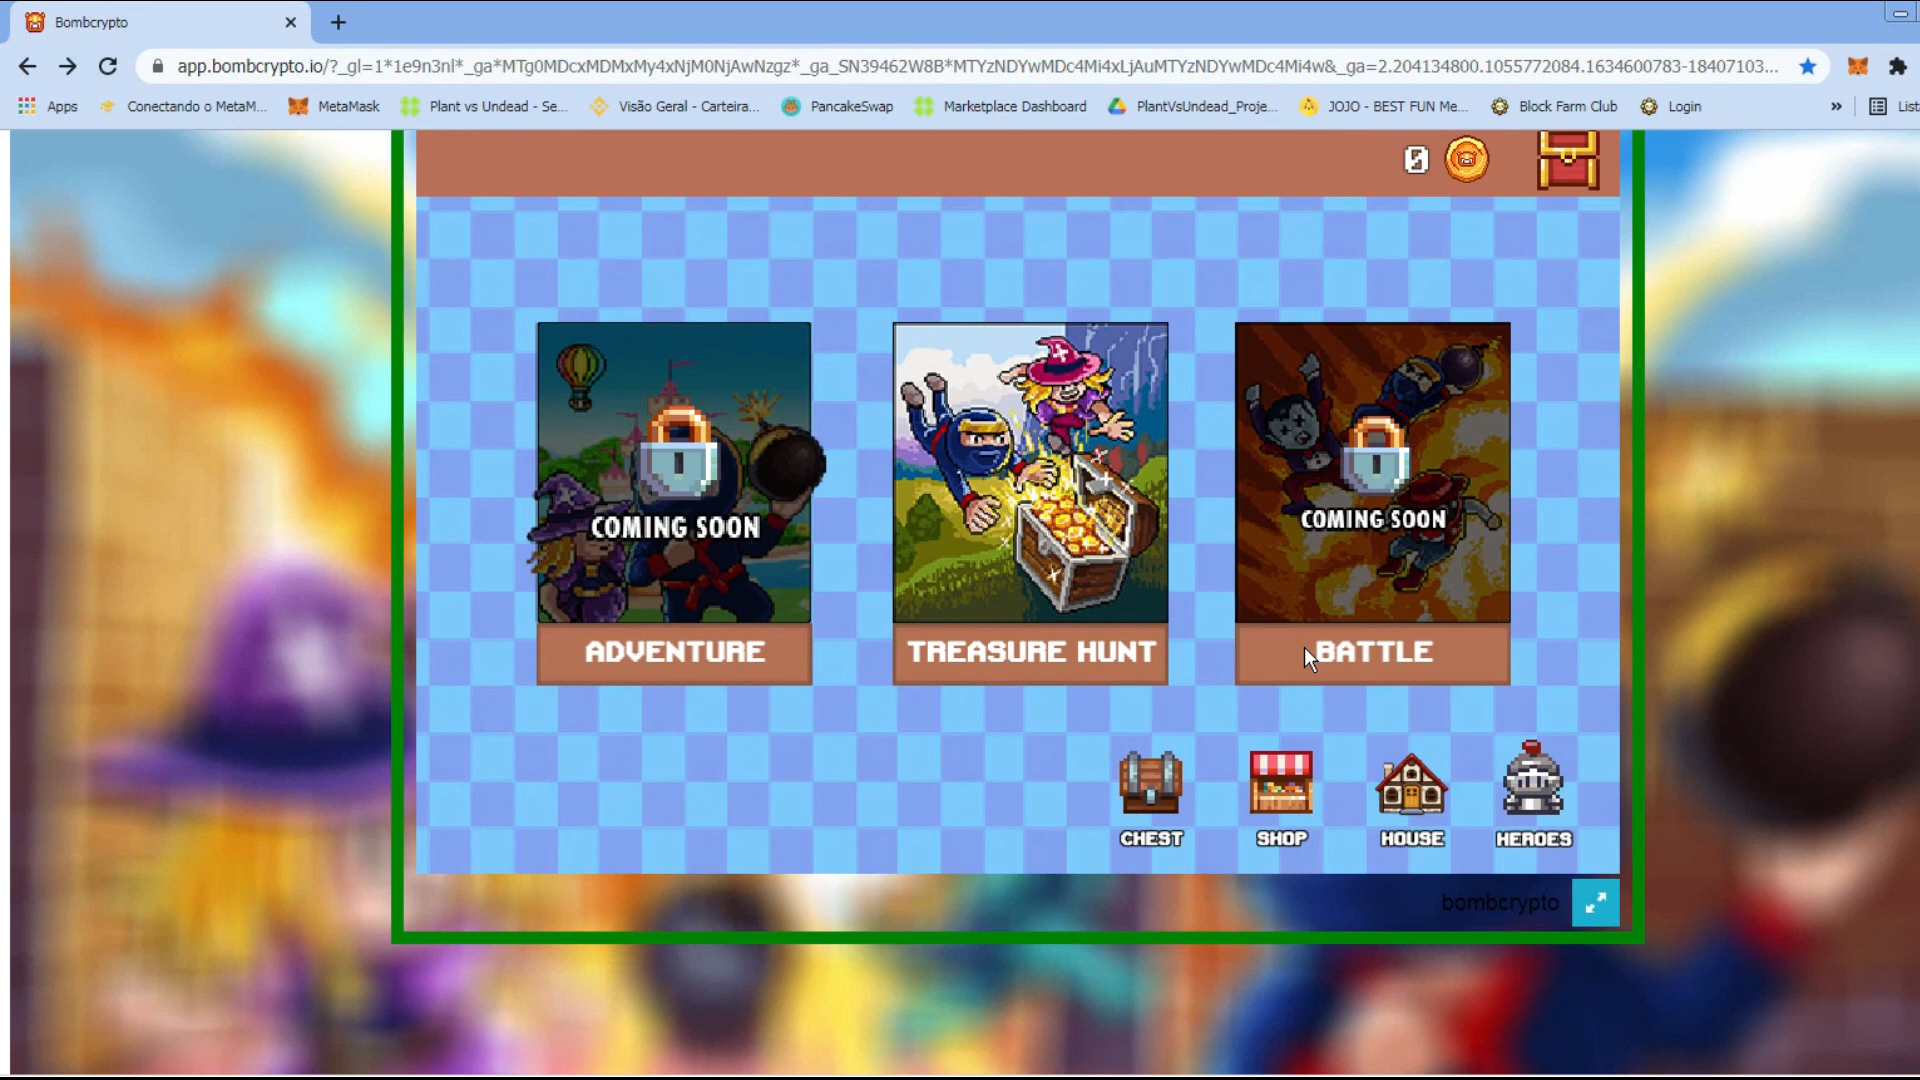 Bombcrypto
app.bombcrypto.io/?_gl=1*1e9n3nl*_ga*MTg0MDcxMDMxMy4xNjM0NjAwNzgz*_ga_SN39462W8B*MTYzNDYwMDc4Mi4xLjAuMTYzNDYwMDc4Mi4w&_ga=2.204134800.1055772084.1634600783-18407103...
Apps Conectando o MetaM... MetaMask Plant vs Undead - Se... Visão Geral - Carteira... PancakeSwap Marketplace Dashboard PlantVsUndead_Proje... JOJO - BEST FUN Me... Block Farm Club Login » List
0
COMING SOON
COMING SOON
ADVENTURE
TREASURE HUNT
BATTLE
CHEST
SHOP
HOUSE
HEROES
bombcrypto